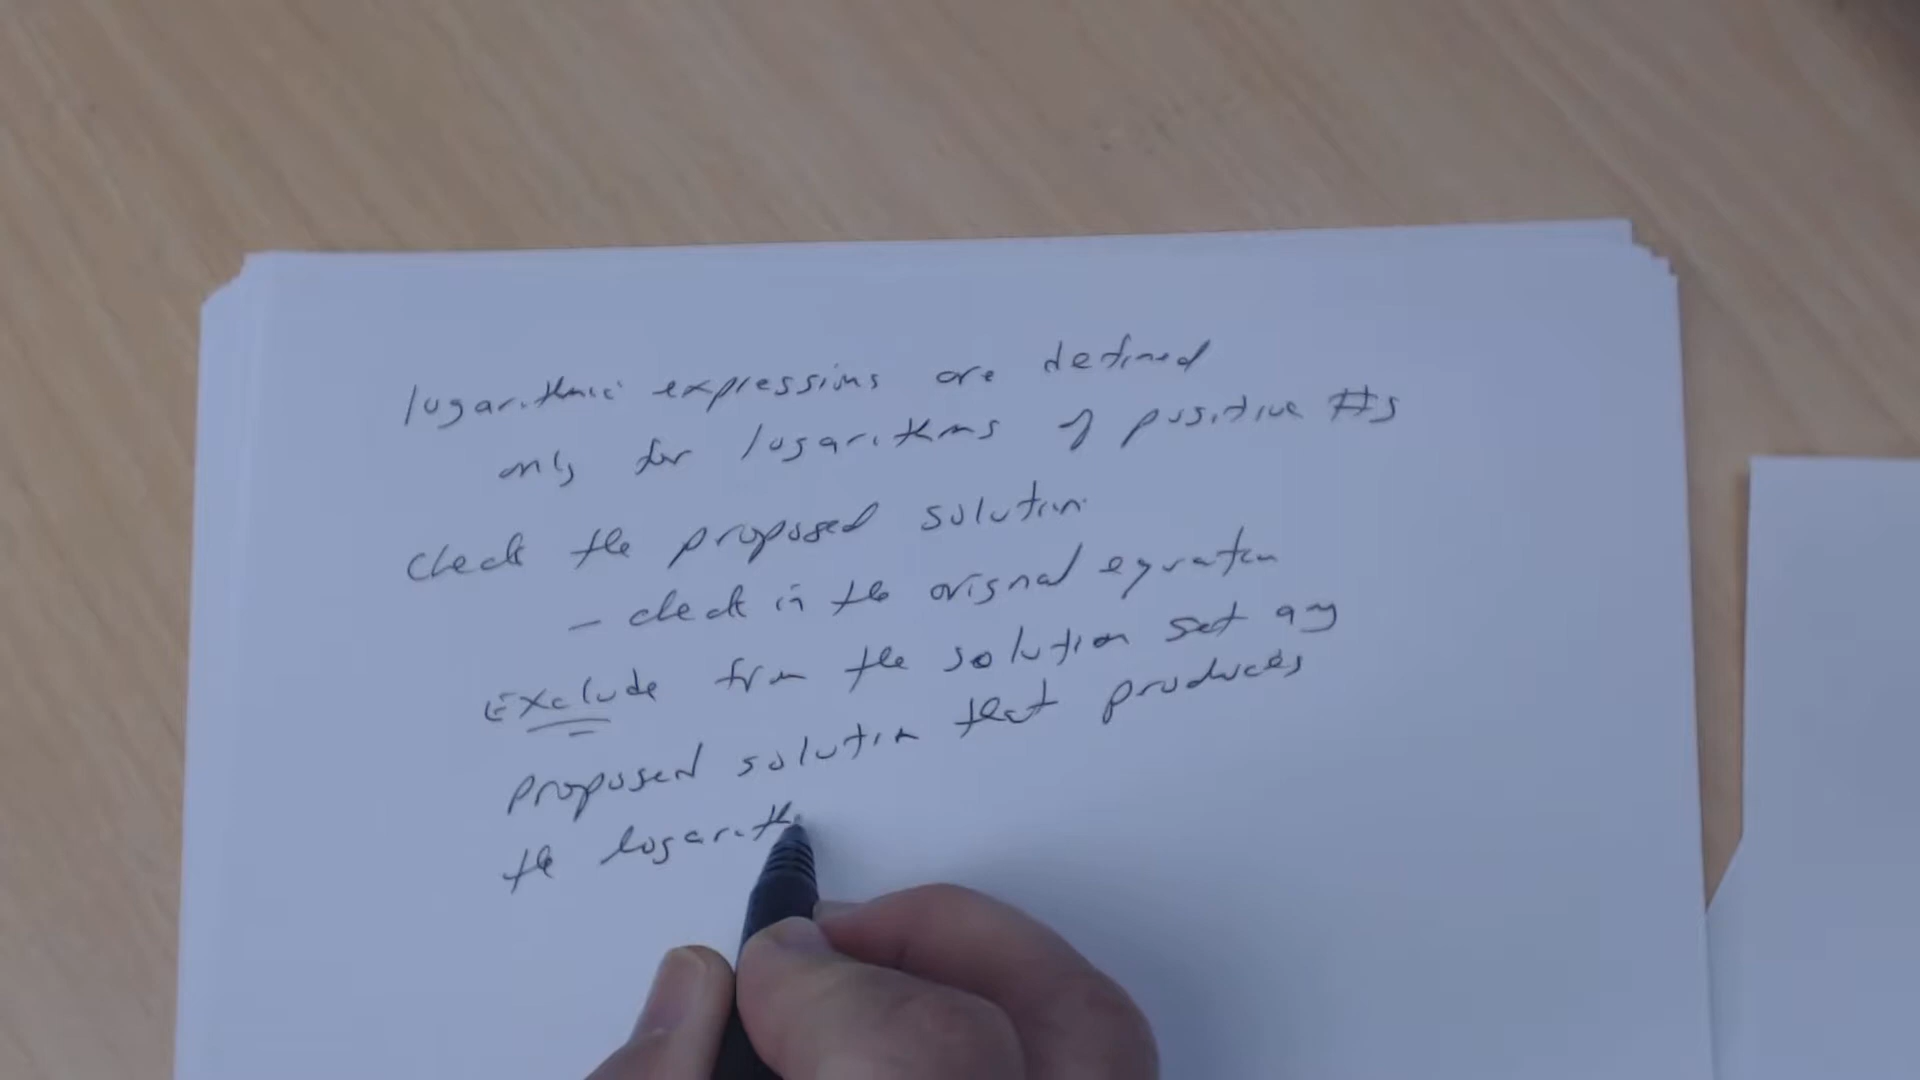 logarithmic expressions are defined
only for logarithms of positive #s
Check the proposed solution
- check in the original equation
Exclude from the solution set any
proposed solution that produces
the logarith